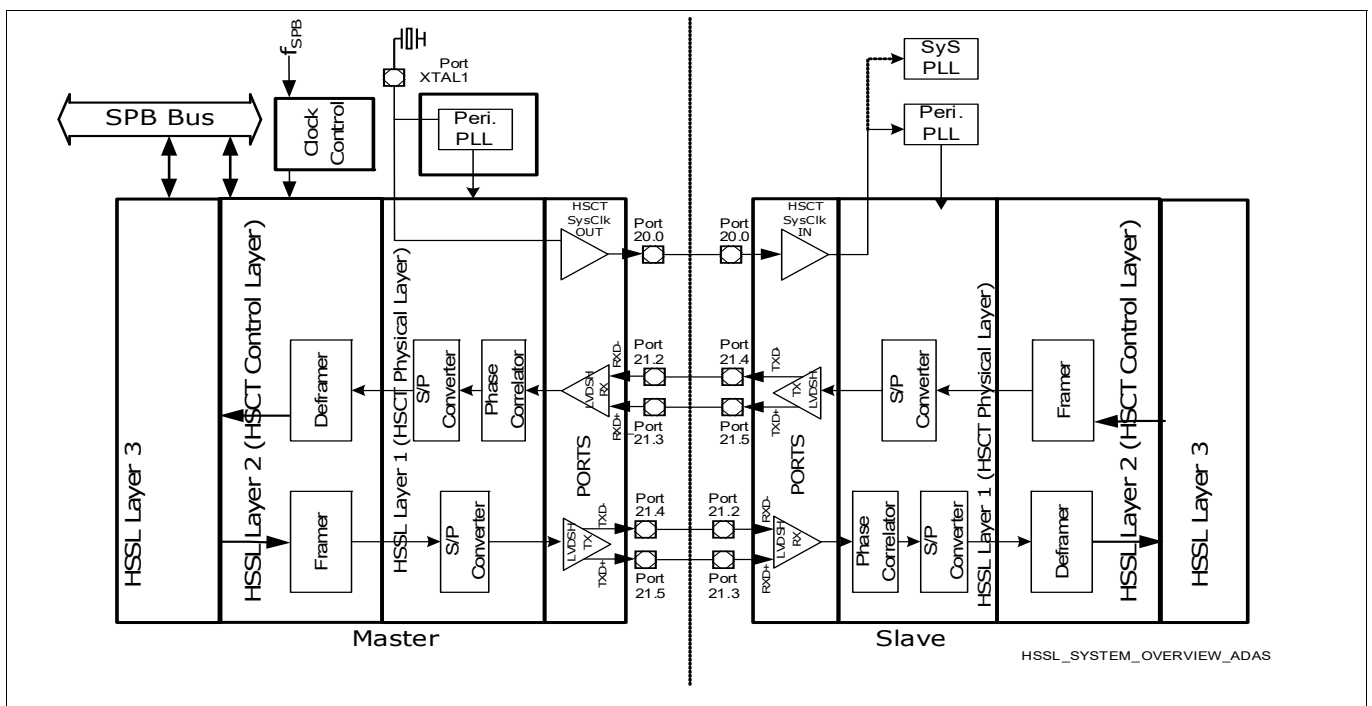 fSPB
Port
XTAL1
SPB Bus
Clock
Control
Peri.
PLL
SyS
PLL
Peri.
PLL
HSCT
SysClk
OUT
Port
20.0
Port
20.0
HSCT
SysClk
IN
HSSL Layer 3
HSSL Layer 2 (HSCT Control Layer)
HSSL Layer 1 (HSCT Physical Layer)
Deframer
S/P
Converter
Phase
Correlator
LVDSH
RX
RXD-
RXD+
Port
21.2
Port
21.3
Port
21.4
Port
21.5
TXD-
TXD+
TX
LVDSH
S/P
Converter
Framer
PORTS
PORTS
Framer
S/P
Converter
LVDSH
TX
TXD-
TXD+
Port
21.4
Port
21.5
Port
21.2
Port
21.3
RXD-
RXD+
LVDSH
RX
Phase
Correlator
S/P
Converter
HSSL Layer 1 (HSCT Physical Layer)
Deframer
HSSL Layer 2 (HSCT Control Layer)
HSSL Layer 3
Master
Slave
HSSL_SYSTEM_OVERVIEW_ADAS